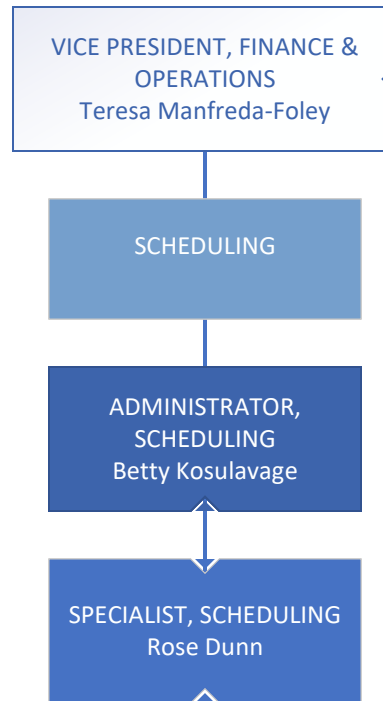 VICE PRESIDENT, FINANCE &
OPERATIONS
Teresa Manfreda-Foley
SCHEDULING
ADMINISTRATOR,
SCHEDULING
Betty Kosulavage
SPECIALIST, SCHEDULING
Rose Dunn